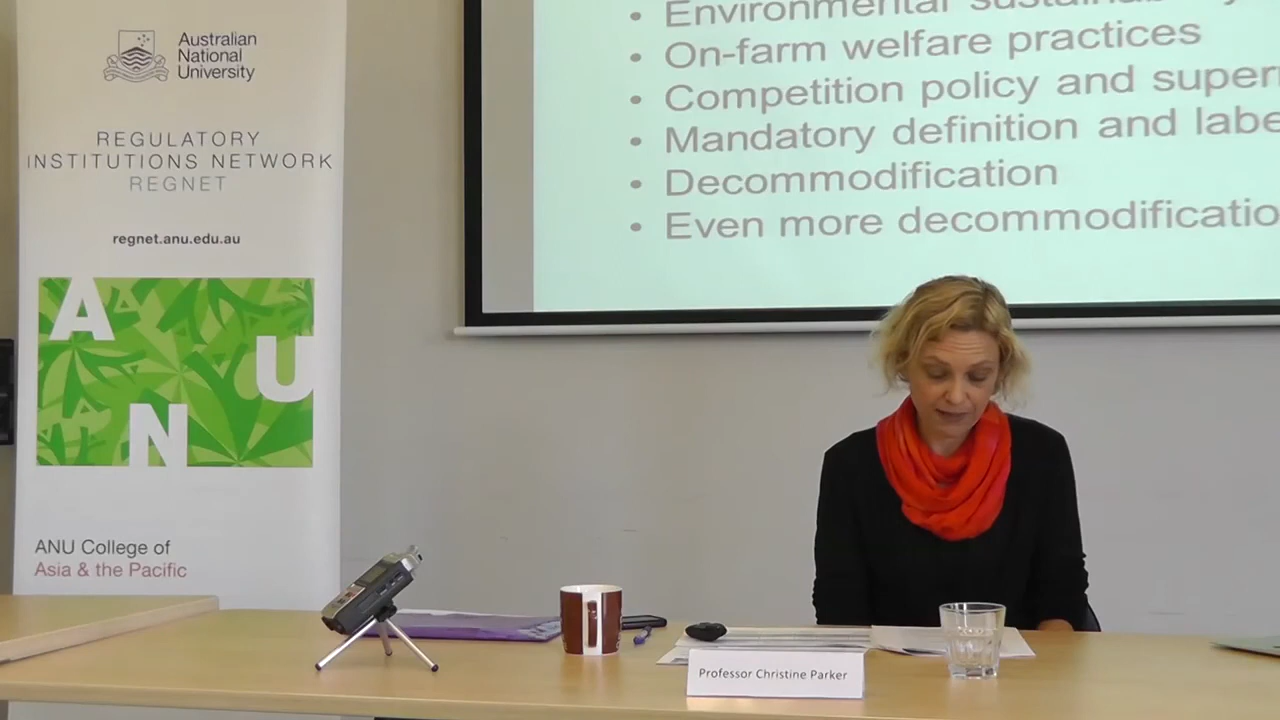 Australian
National
University
REGULATORY
INSTITUTIONS NETWORK
REGNET
regnet.anu.edu.au
A
N
U
ANU College of
Asia & the Pacific
• Environmental
• On-farm welfare practices
• Competition policy and
• Mandatory definition and
• Decommodification
• Even more
Professor Christine Parker